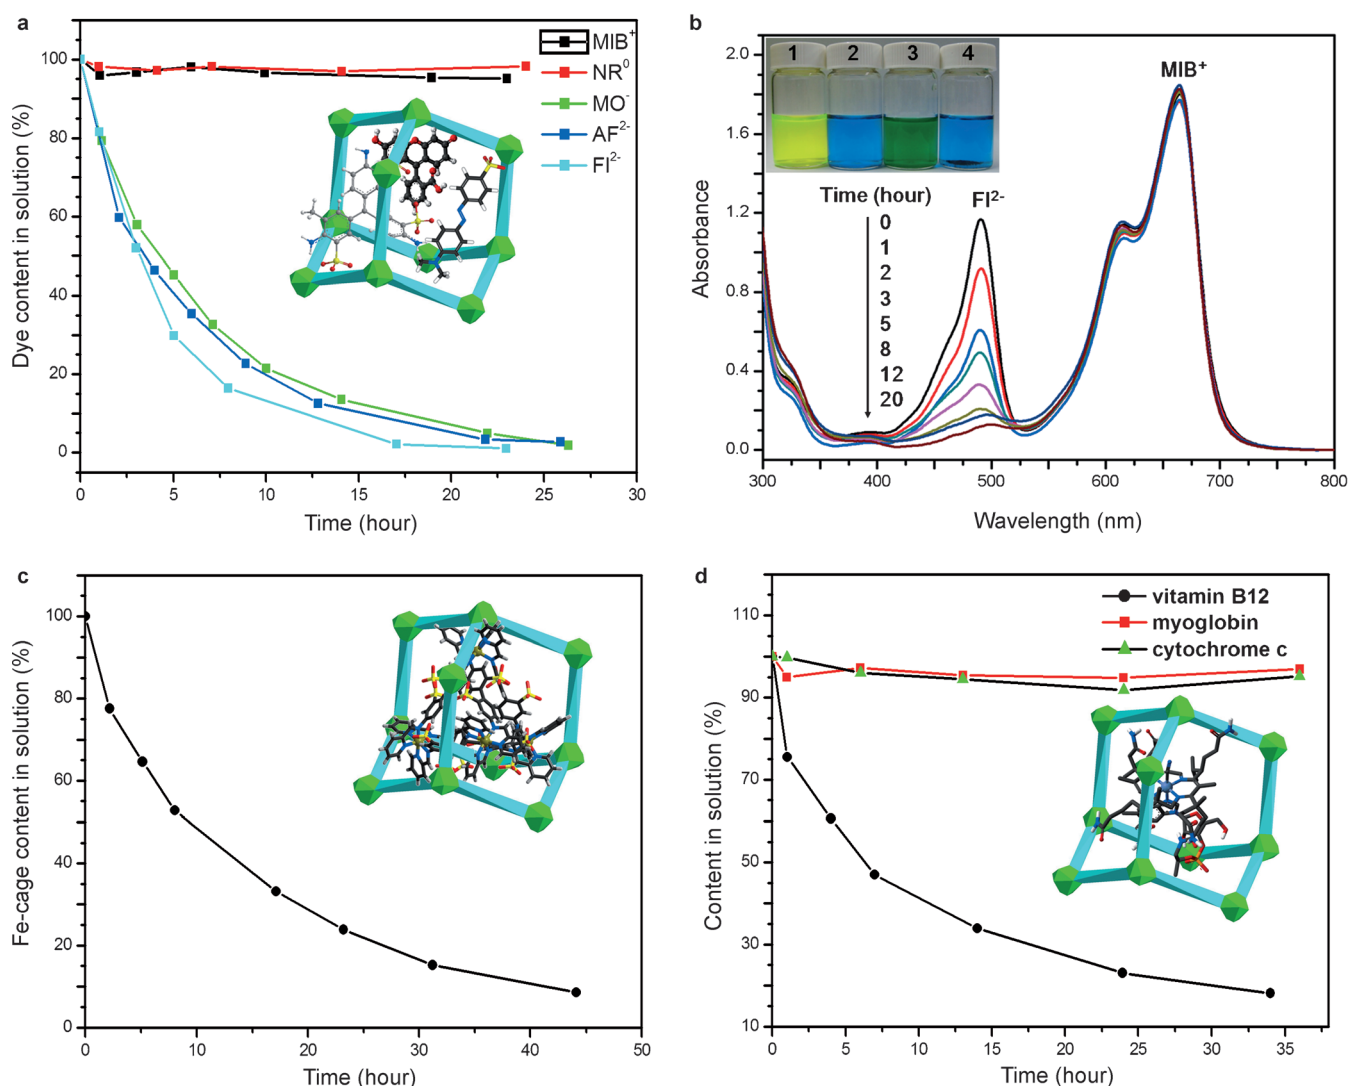 a
Dye content in solution (%)
100
80
60
40
20
0
0 5 10 15 20 25 30
Time (hour)
MIB⁺
NR⁰
MO⁻
AF²⁻
Fl²⁻
b
Absorbance
2.0
1.6
1.2
0.8
0.4
0.0
300 400 500 600 700 800
Wavelength (nm)
1 2 3 4
MIB⁺
Time (hour)
Fl²⁻
0
1
2
3
5
8
12
20
c
Fe-cage content in solution (%)
100
80
60
40
20
0
0 10 20 30 40 50
Time (hour)
d
Content in solution (%)
110
90
70
50
30
10
0 5 10 15 20 25 30 35
Time (hour)
vitamin B12
myoglobin
cytochrome c